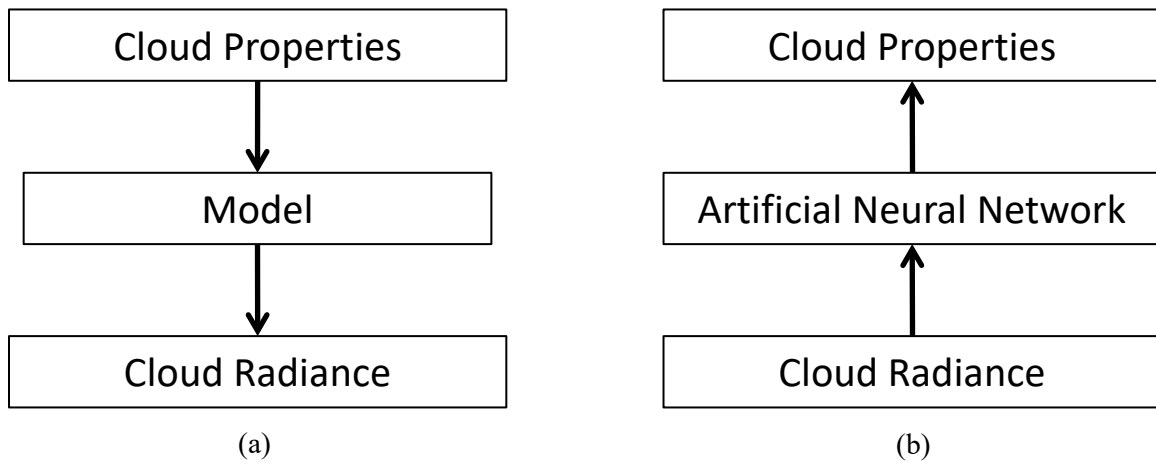 Cloud Properties
Model
Cloud Radiance
(a)
Cloud Properties
Artificial Neural Network
Cloud Radiance
(b)